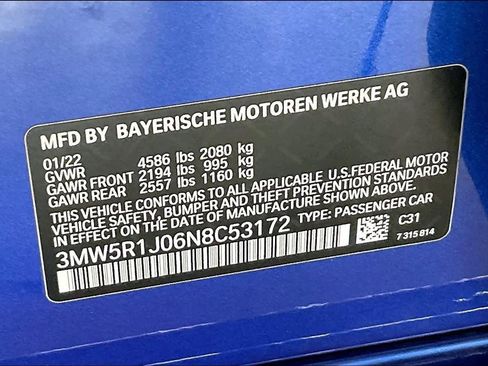 MFD BY BAYERISCHE MOTOREN WERKE AG
01/22 4586 lbs 2080 kg
GVWR
GAWR FRONT 2194 lbs 995 kg
GAWR REAR 2557 lbs 1160 kg
THIS VEHICLE CONFORMS TO ALL APPLICABLE U.S.FEDERAL MOTOR
VEHICLE SAFETY, BUMPER AND THEFT PREVENTION STANDARDS
IN EFFECT ON THE DATE OF MANUFACTURE SHOWN ABOVE.
3MW5R1J06N8C53172 TYPE: PASSENGER CAR
C31
7 315 814